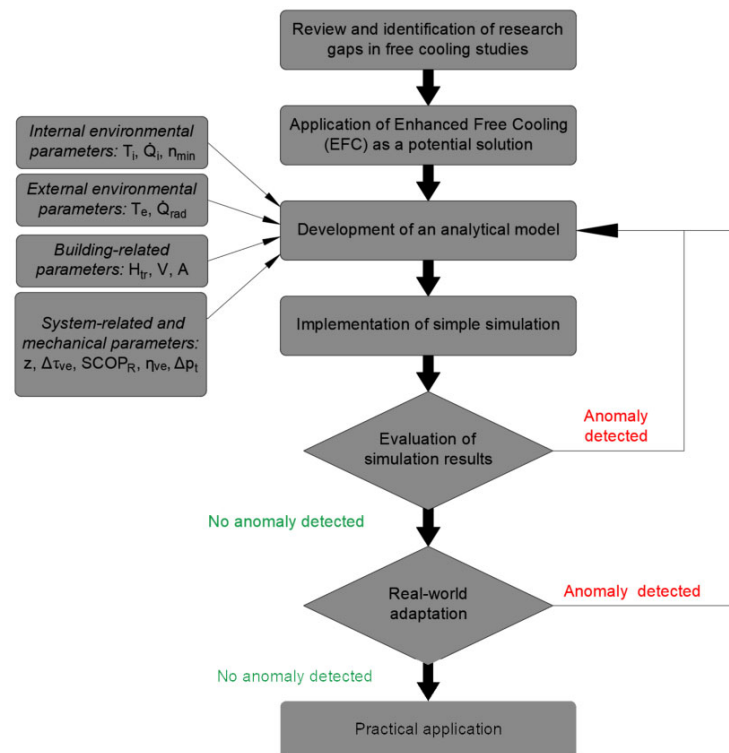 Review and identification of research
gaps in free cooling studies
Application of Enhanced Free Cooling
(EFC) as a potential solution
Internal environmental
parameters: Tᵢ, Q̇ᵢ, nₘᵢₙ
External environmental
parameters: Tₑ, Q̇rad
Building-related
parameters: Htr, V, A
System-related and
mechanical parameters:
z, Δτve, SCOPR, ηve, Δpt
Development of an analytical model
Implementation of simple simulation
Evaluation of
simulation results
Anomaly
detected
No anomaly detected
Real-world
adaptation
Anomaly detected
No anomaly detected
Practical application